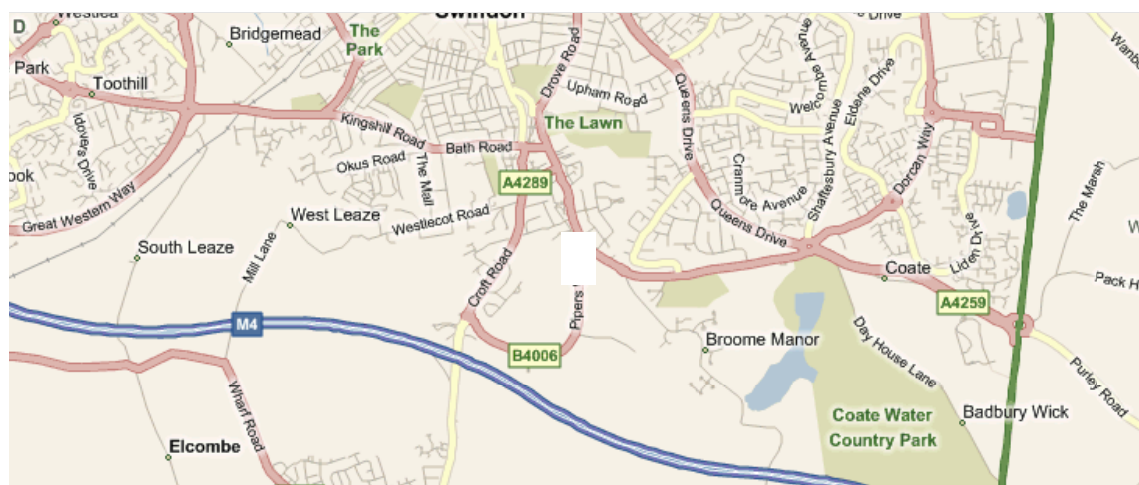 D
Westlea
Swindon
Bridgemead
The
Park
Drove Road
Welcombe Avenue
Drive
Park
Toothill
Upham Road
Eldene Drive
Kingshill Road
The Lawn
Queens Drive
Idovers Drive
Bath Road
Okus Road
The Mall
Cranmore Avenue
Shaftesbury Avenue
Dorcan Way
The Marsh
ook
A4289
Great Western Way
West Leaze
Westlecot Road
Queens Drive
Liden Drive
W
South Leaze
Mill Lane
Croft Road
Coate
Pack H
Pipers
A4259
M4
B4006
Broome Manor
Day House Lane
Purley Road
Wharf Road
Coate Water
Country Park
Badbury Wick
Elcombe